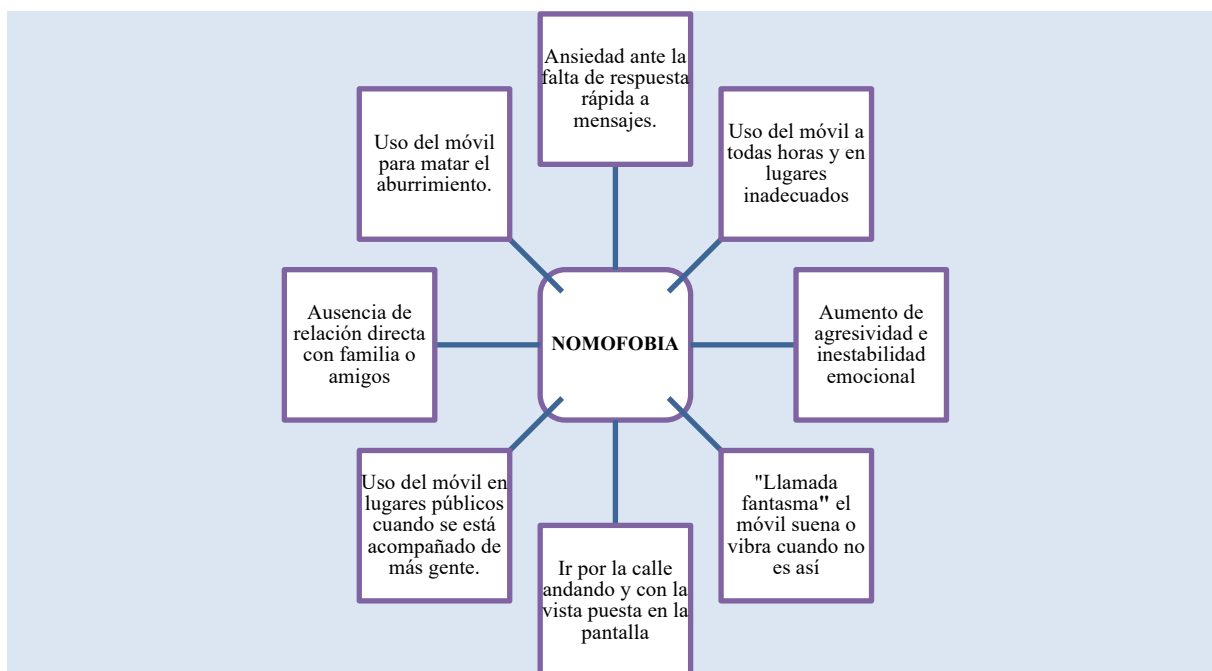 Ansiedad ante la
falta de respuesta
rápida a
mensajes.
Uso del móvil a
todas horas y en
lugares
inadecuados
Aumento de
agresividad e
inestabilidad
emocional
"Llamada
fantasma" el
móvil suena o
vibra cuando no
es así
Ir por la calle
andando y con la
vista puesta en la
pantalla
Uso del móvil en
lugares públicos
cuando se está
acompañado de
más gente.
Ausencia de
relación directa
con familia o
amigos
Uso del móvil
para matar el
aburrimiento.
NOMOFOBIA